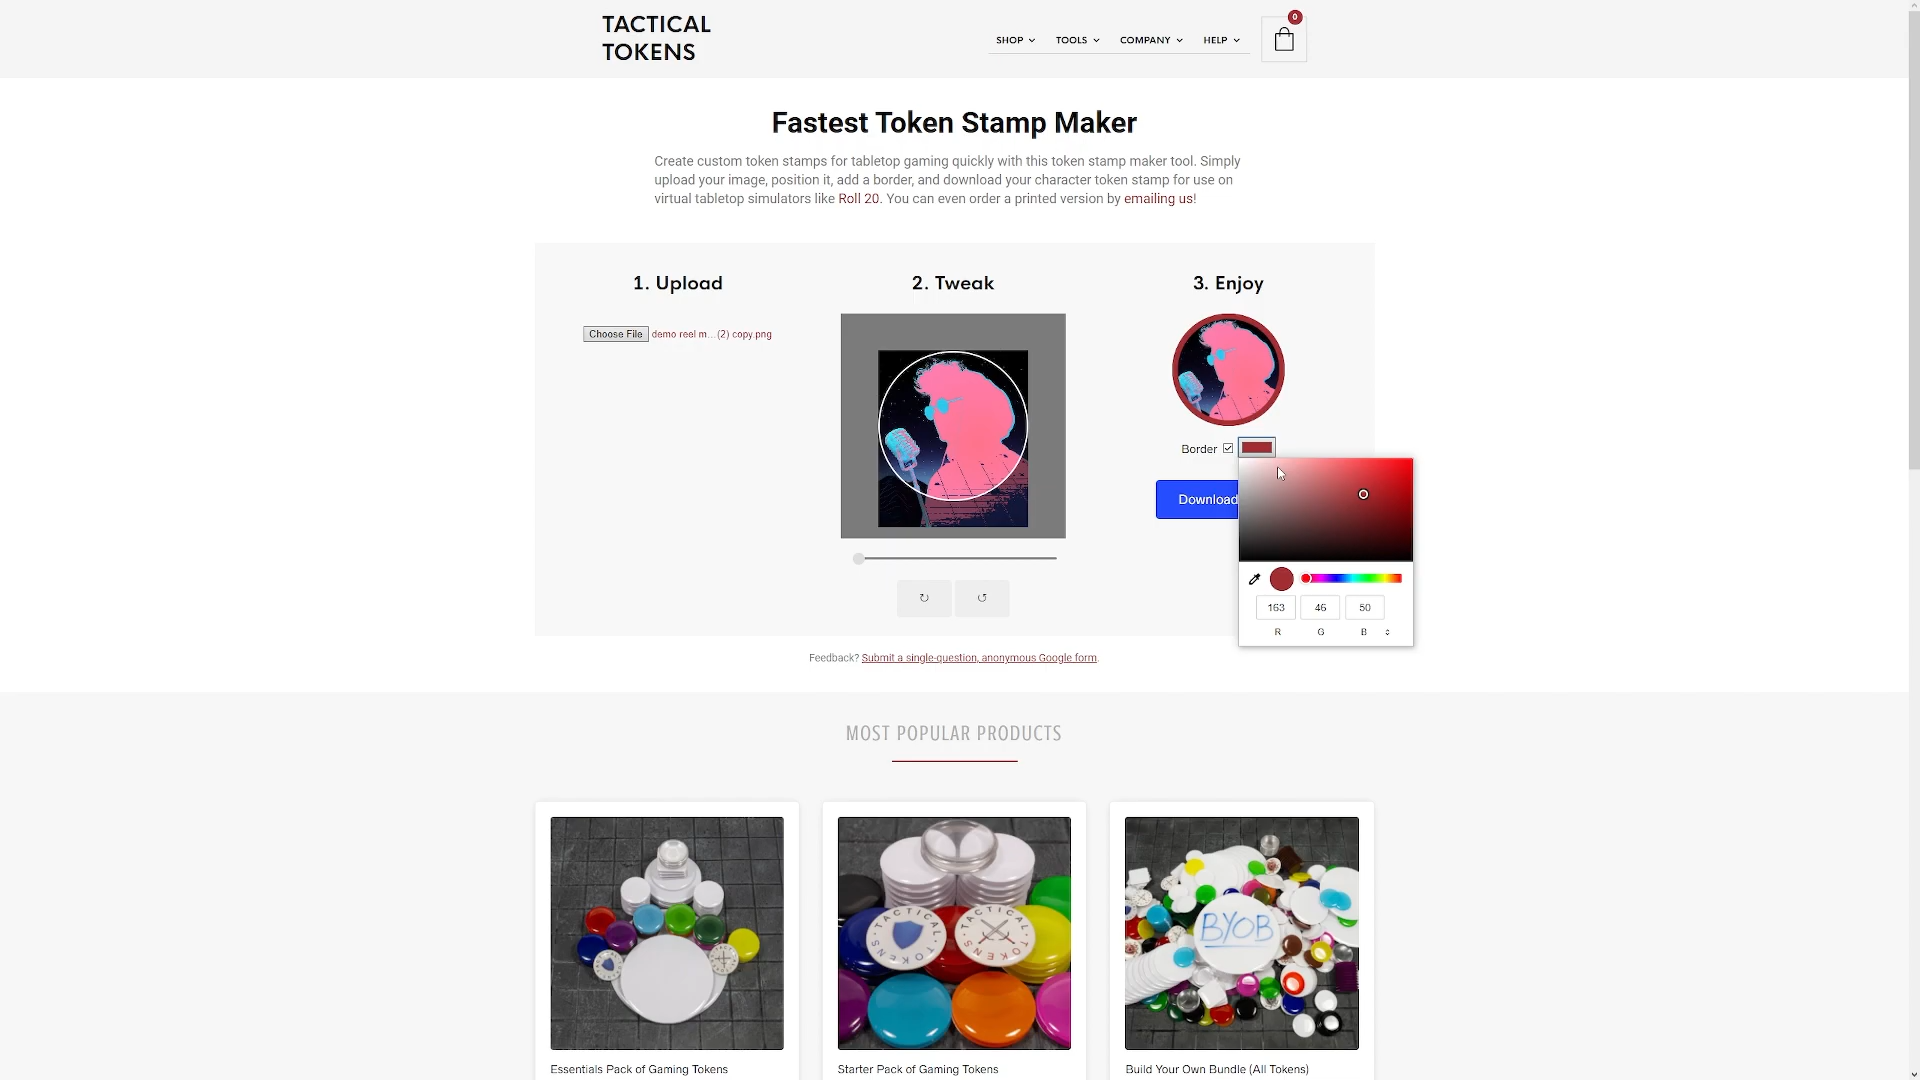 TACTICAL
TOKENS
SHOP
TOOLS
COMPANY
HELP
0
Fastest Token Stamp Maker
Create custom token stamps for tabletop gaming quickly with this token stamp maker tool. Simply
upload your image, position it, add a border, and download your character token stamp for use on
virtual tabletop simulators like Roll 20. You can even order a printed version by emailing us!
1. Upload
2. Tweak
3. Enjoy
Choose File demo reel m...(2) copy.png
Border
Download
163 46 50
R G B
Feedback? Submit a single-question, anonymous Google form.
MOST POPULAR PRODUCTS
TACTICAL
TOKENS
TACTICAL
TOKENS
BYOB
Essentials Pack of Gaming Tokens
Starter Pack of Gaming Tokens
Build Your Own Bundle (All Tokens)